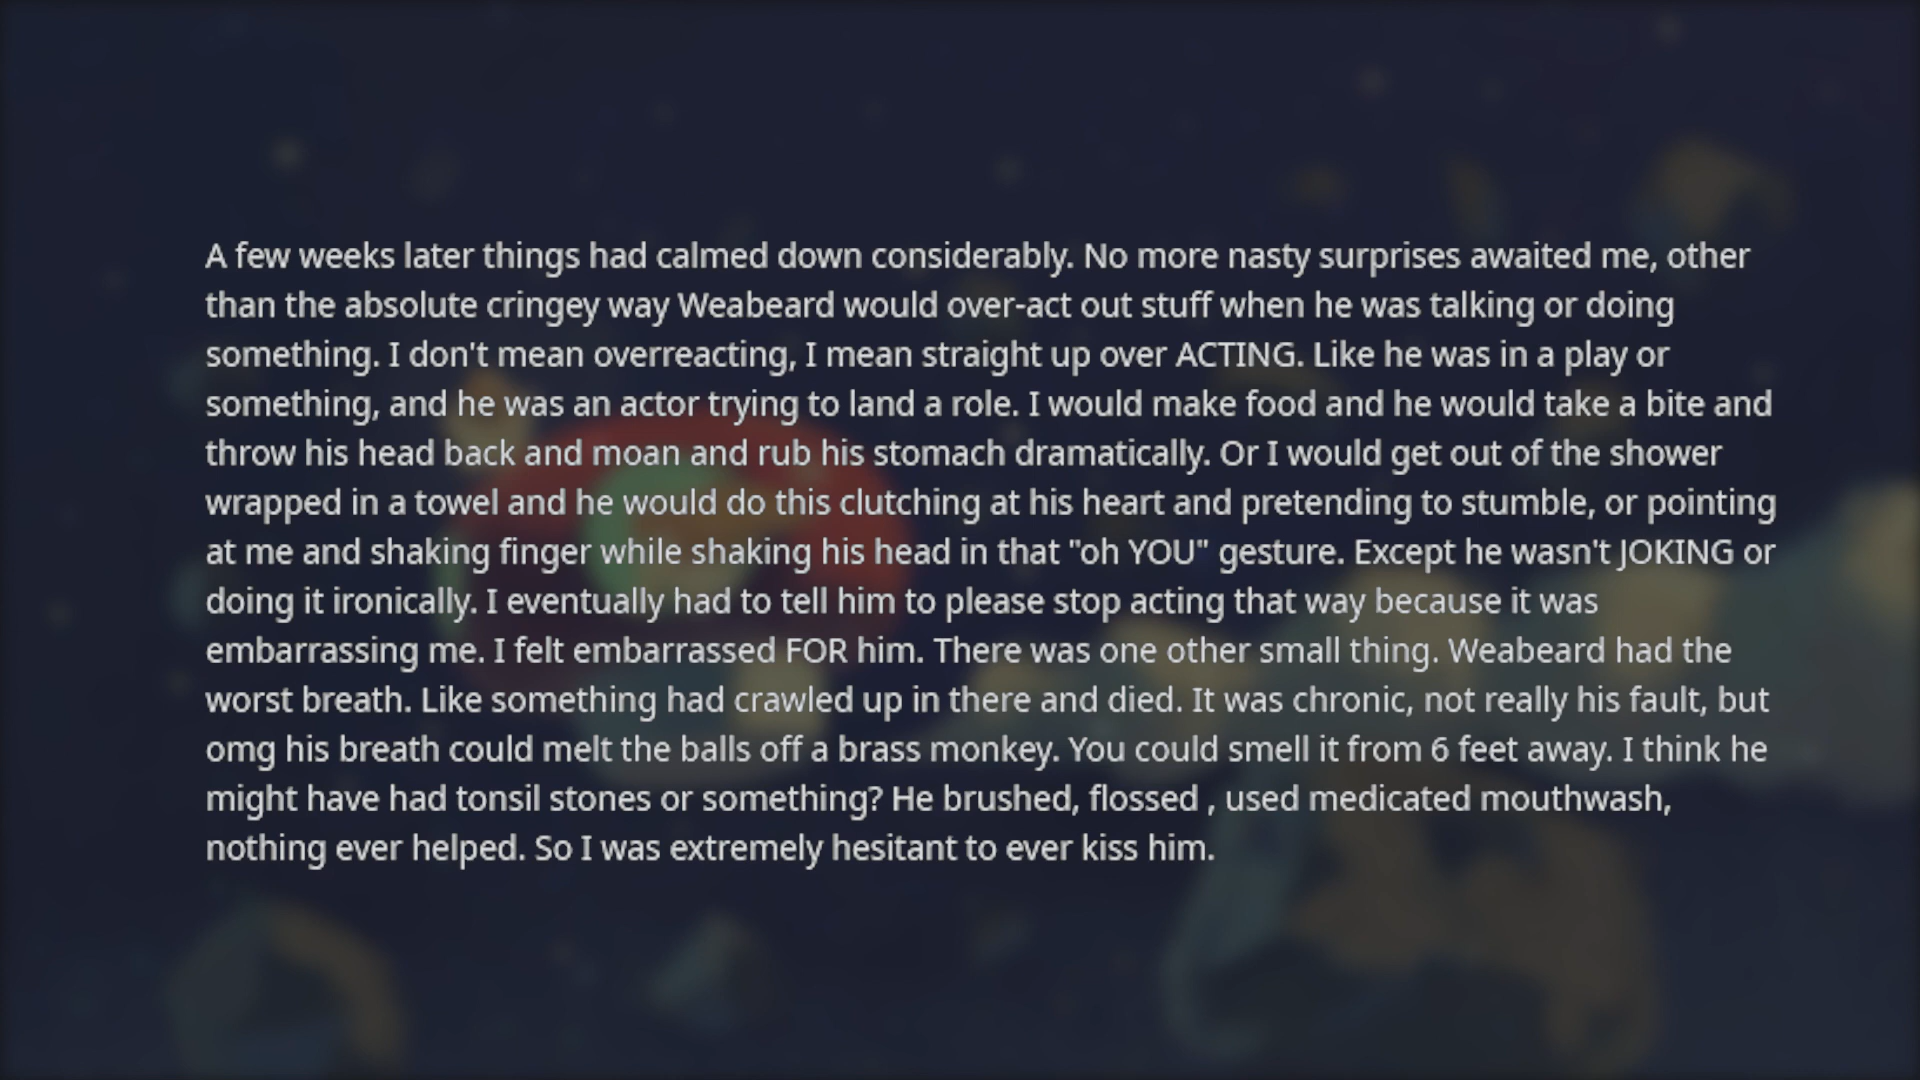 A few weeks later things had calmed down considerably. No more nasty surprises awaited me, other
than the absolute cringey way Weabeard would over-act out stuff when he was talking or doing
something. I don't mean overreacting, I mean straight up over ACTING. Like he was in a play or
something, and he was an actor trying to land a role. I would make food and he would take a bite and
throw his head back and moan and rub his stomach dramatically. Or I would get out of the shower
wrapped in a towel and he would do this clutching at his heart and pretending to stumble, or pointing
at me and shaking finger while shaking his head in that "oh YOU" gesture. Except he wasn't JOKING or
doing it ironically. I eventually had to tell him to please stop acting that way because it was
embarrassing me. I felt embarrassed FOR him. There was one other small thing. Weabeard had the
worst breath. Like something had crawled up in there and died. It was chronic, not really his fault, but
omg his breath could melt the balls off a brass monkey. You could smell it from 6 feet away. I think he
might have had tonsil stones or something? He brushed, flossed , used medicated mouthwash,
nothing ever helped. So I was extremely hesitant to ever kiss him.